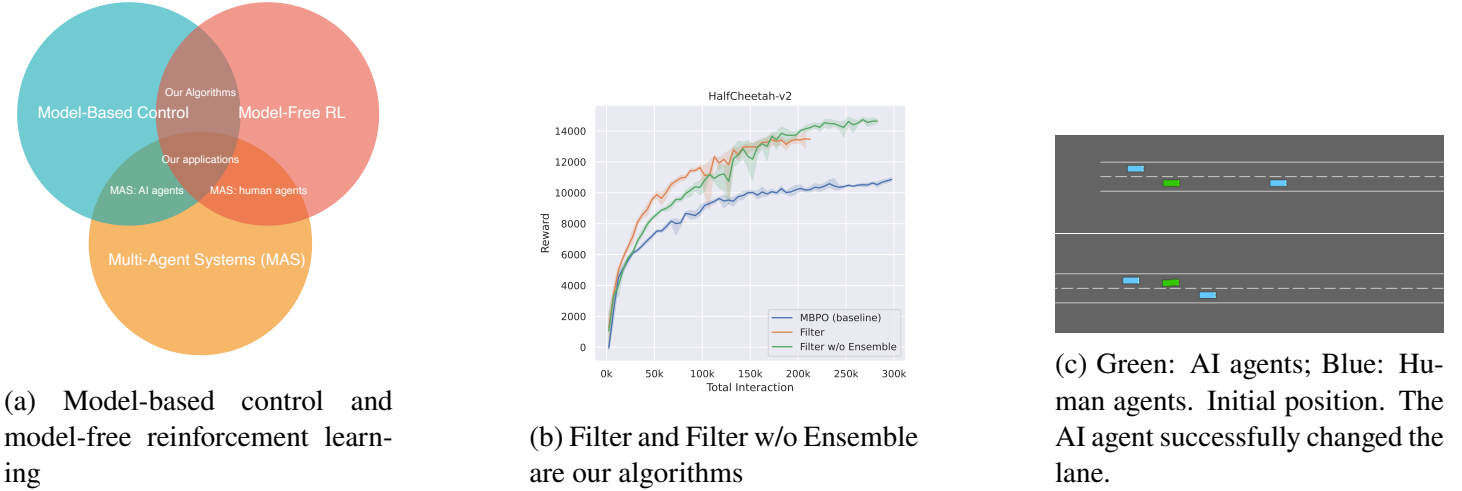 Our Algorithms
Model-Based Control
Model-Free RL
Our applications
MAS: AI agents
MAS: human agents
Multi-Agent Systems (MAS)
(a) Model-based control and
model-free reinforcement learn-
ing
HalfCheetah-v2
Reward
14000
12000
10000
8000
6000
4000
2000
0
0k
50k
100k
150k
200k
250k
300k
Total Interaction
MBPO (baseline)
Filter
Filter w/o Ensemble
(b) Filter and Filter w/o Ensemble
are our algorithms
(c) Green: AI agents; Blue: Hu-
man agents. Initial position. The
AI agent successfully changed the
lane.